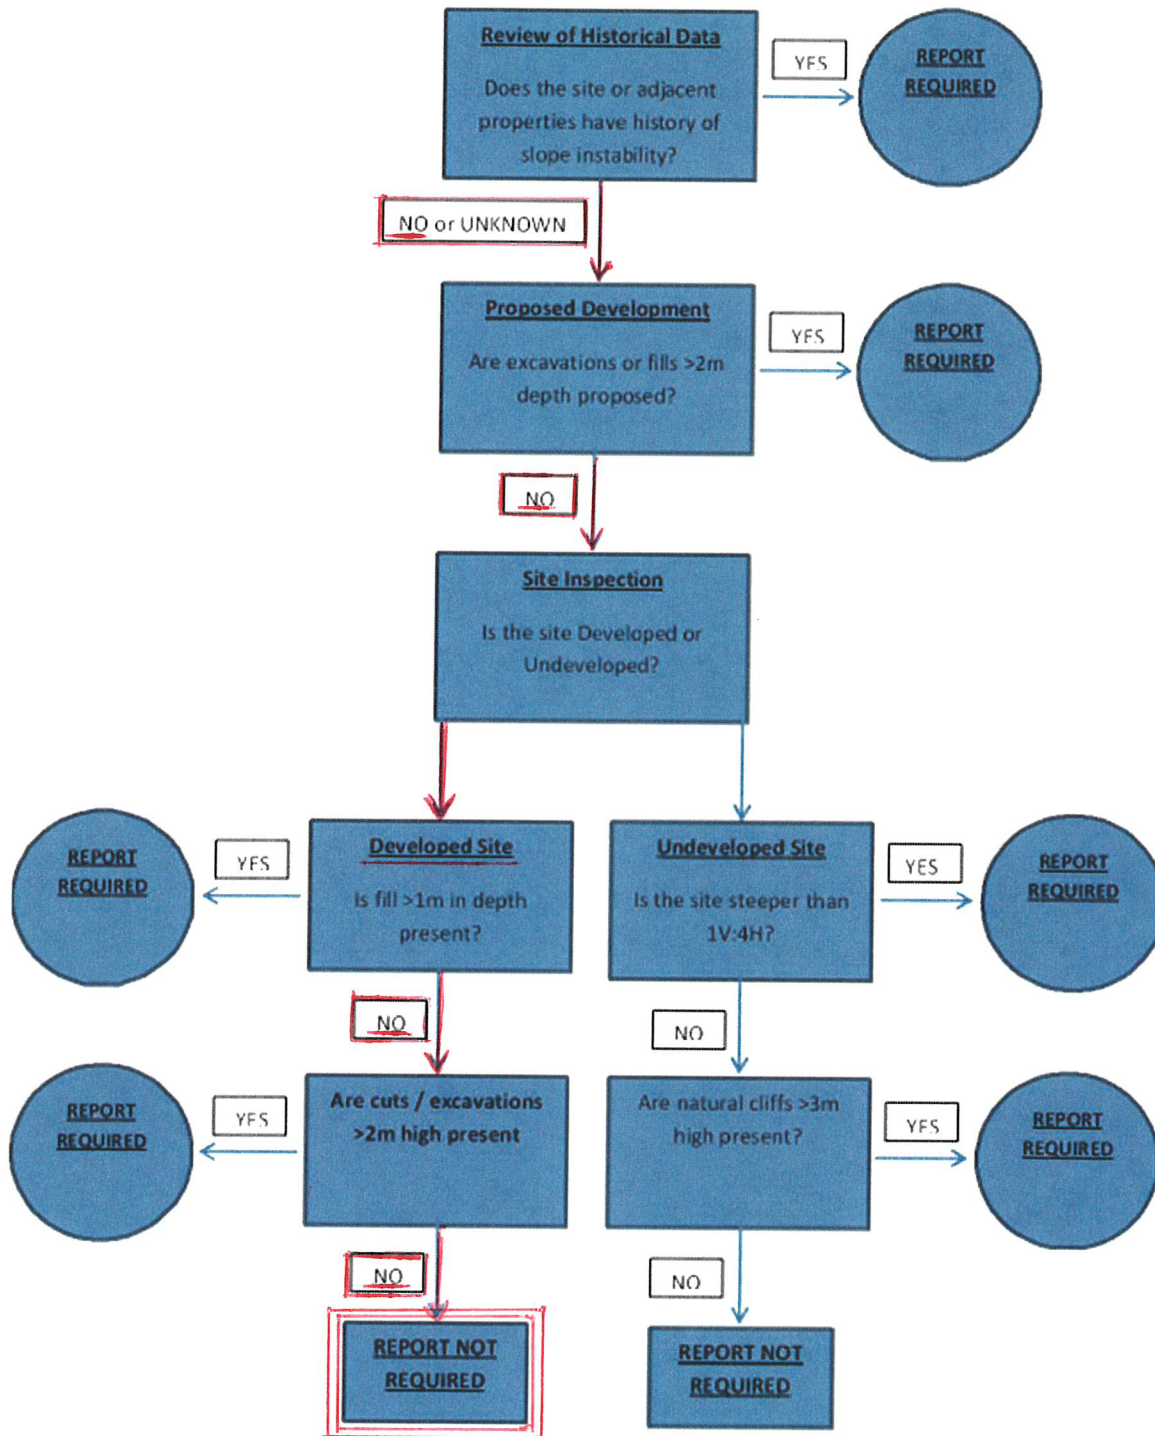 Review of Historical Data
Does the site or adjacent
properties have history of
slope instability?
YES
REPORT
REQUIRED
NO or UNKNOWN
Proposed Development
Are excavations or fills >2m
depth proposed?
YES
REPORT
REQUIRED
NO
Site Inspection
Is the site Developed or
Undeveloped?
REPORT
REQUIRED
YES
Developed Site
Is fill >1m in depth
present?
Undeveloped Site
Is the site steeper than
1V:4H?
YES
REPORT
REQUIRED
NO
NO
REPORT
REQUIRED
YES
Are cuts / excavations
>2m high present
Are natural cliffs >3m
high present?
YES
REPORT
REQUIRED
NO
NO
REPORT NOT
REQUIRED
REPORT NOT
REQUIRED